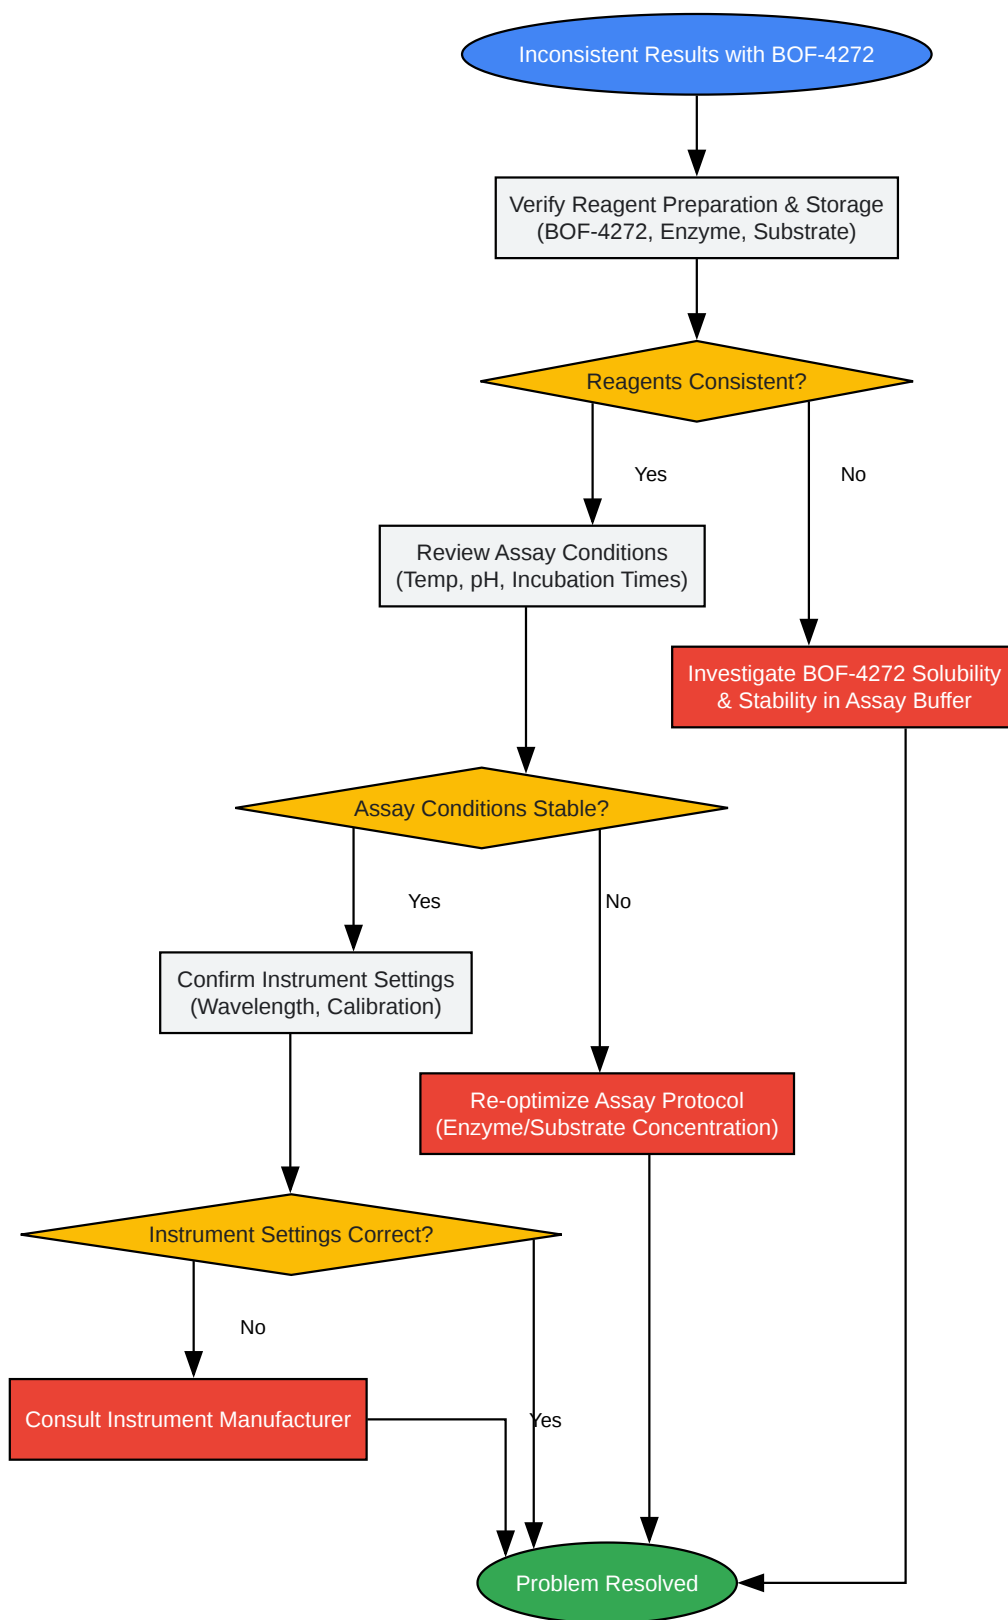 Inconsistent Results with BOF-4272
Verify Reagent Preparation & Storage
(BOF-4272, Enzyme, Substrate)
Reagents Consistent?
Yes
No
Review Assay Conditions
(Temp, pH, Incubation Times)
Investigate BOF-4272 Solubility
& Stability in Assay Buffer
Assay Conditions Stable?
Yes
No
Confirm Instrument Settings
(Wavelength, Calibration)
Re-optimize Assay Protocol
(Enzyme/Substrate Concentration)
Instrument Settings Correct?
No
Consult Instrument Manufacturer
Yes
Problem Resolved